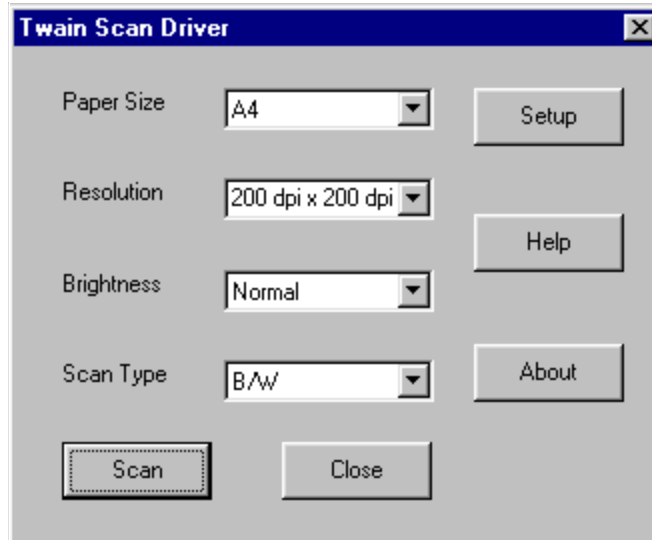 Twain Scan Driver
Paper Size A4 Setup
Resolution 200 dpi x 200 dpi
Help
Brightness Normal
Scan Type B/W About
Scan Close